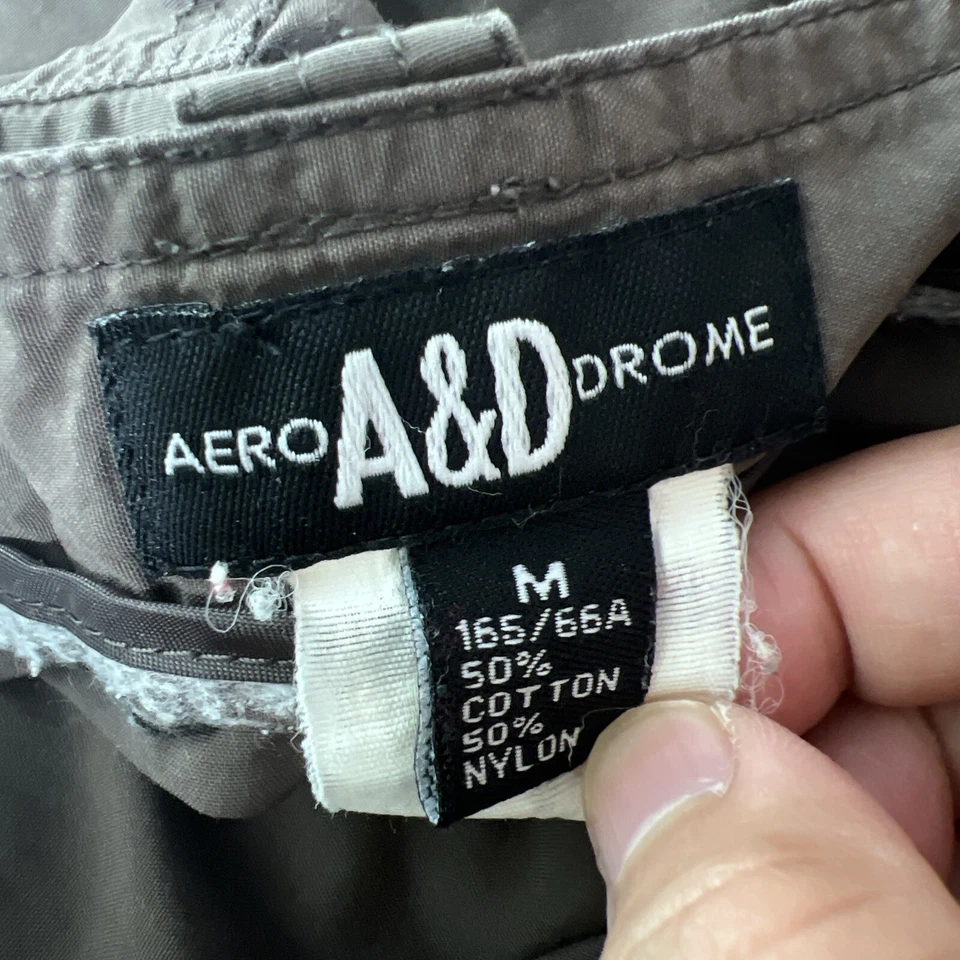 AERO A&D DROME
M
165/66A
50%
COTTON
50%
NYLON